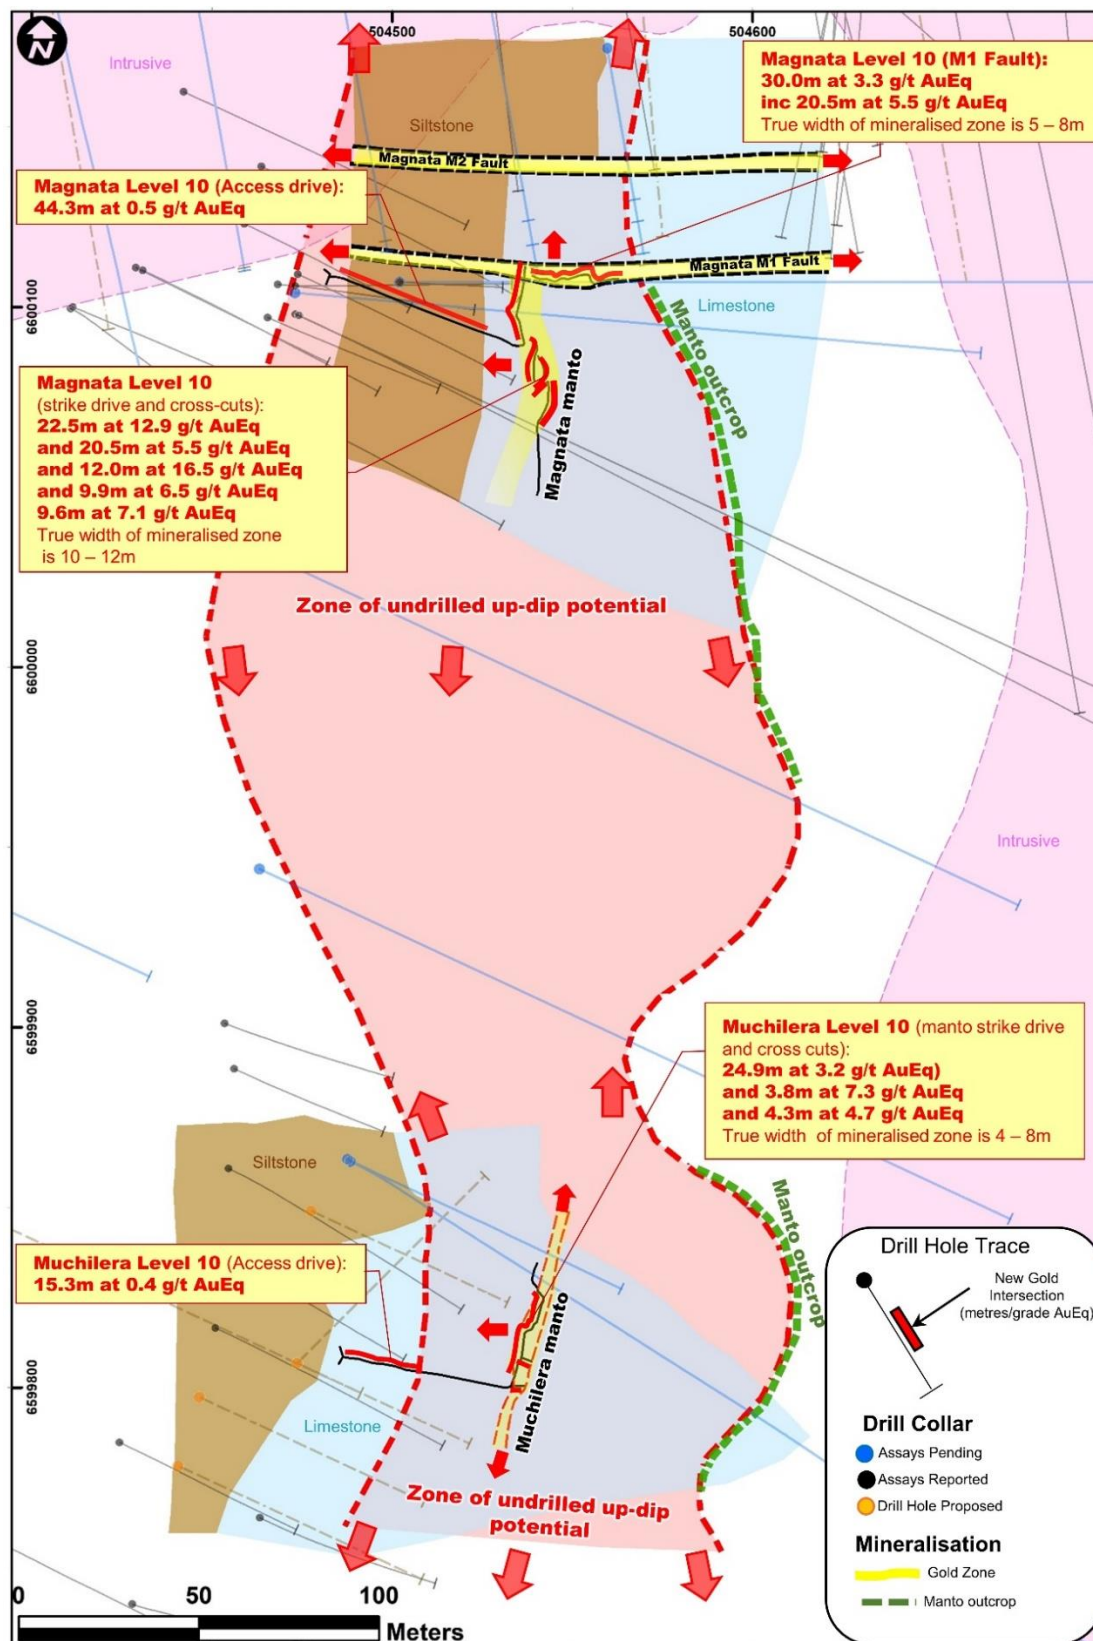 N
504500
504600
Intrusive
Siltstone
Magnata Level 10 (M1 Fault):
30.0m at 3.3 g/t AuEq
inc 20.5m at 5.5 g/t AuEq
True width of mineralised zone is 5 – 8m
Magnata M2 Fault
Magnata Level 10 (Access drive):
44.3m at 0.5 g/t AuEq
Magnata M1 Fault
6600100
Limestone
Manto outcrop
Magnata manto
Magnata Level 10
(strike drive and cross-cuts):
22.5m at 12.9 g/t AuEq
and 20.5m at 5.5 g/t AuEq
and 12.0m at 16.5 g/t AuEq
and 9.9m at 6.5 g/t AuEq
9.6m at 7.1 g/t AuEq
True width of mineralised zone
is 10 – 12m
Zone of undrilled up-dip potential
6600000
Intrusive
6599900
Muchilera Level 10 (manto strike drive
and cross cuts):
24.9m at 3.2 g/t AuEq)
and 3.8m at 7.3 g/t AuEq
and 4.3m at 4.7 g/t AuEq
True width of mineralised zone is 4 – 8m
Siltstone
Manto outcrop
Muchilera Level 10 (Access drive):
15.3m at 0.4 g/t AuEq
Muchilera manto
6599800
Limestone
Zone of undrilled up-dip
potential
Drill Hole Trace
New Gold
Intersection
(metres/grade AuEq)
Drill Collar
Assays Pending
Assays Reported
Drill Hole Proposed
Mineralisation
Gold Zone
Manto outcrop
0 50 100
Meters